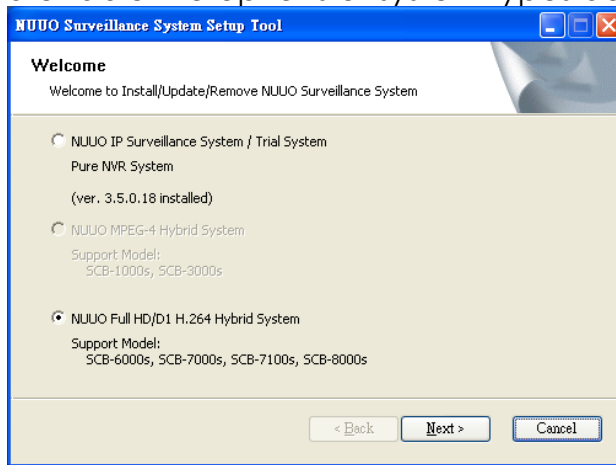 NUUO Surveillance System Setup Tool
Welcome
Welcome to Install/Update/Remove NUUO Surveillance System
NUUO IP Surveillance System / Trial System
Pure NVR System
(ver. 3.5.0.18 installed)
NUUO MPEG-4 Hybrid System
Support Model:
SCB-1000s, SCB-3000s
NUUO Full HD/D1 H.264 Hybrid System
Support Model:
SCB-6000s, SCB-7000s, SCB-7100s, SCB-8000s
< Back
Next >
Cancel